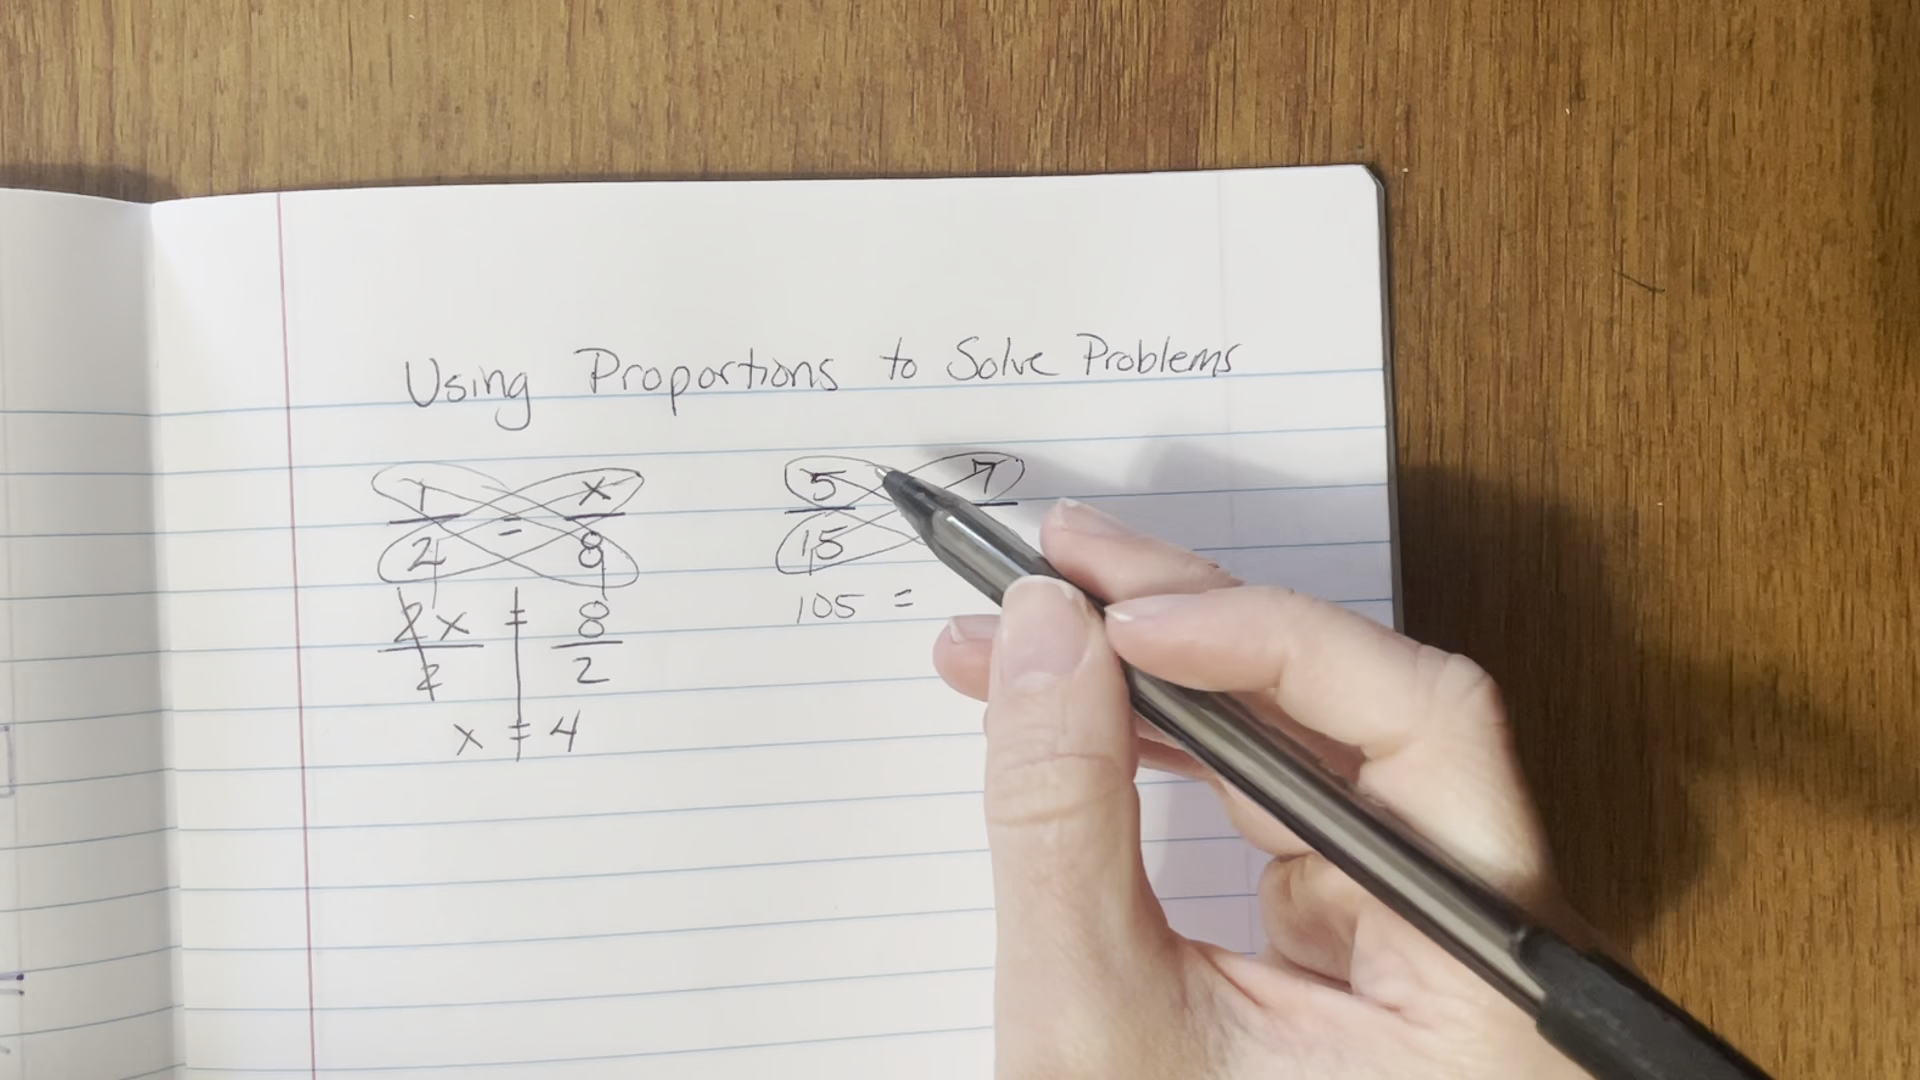 Using Proportions to Solve Problems
1 x 5 7
=
2 8 15
2x = 8 105 =
2 2
x = 4